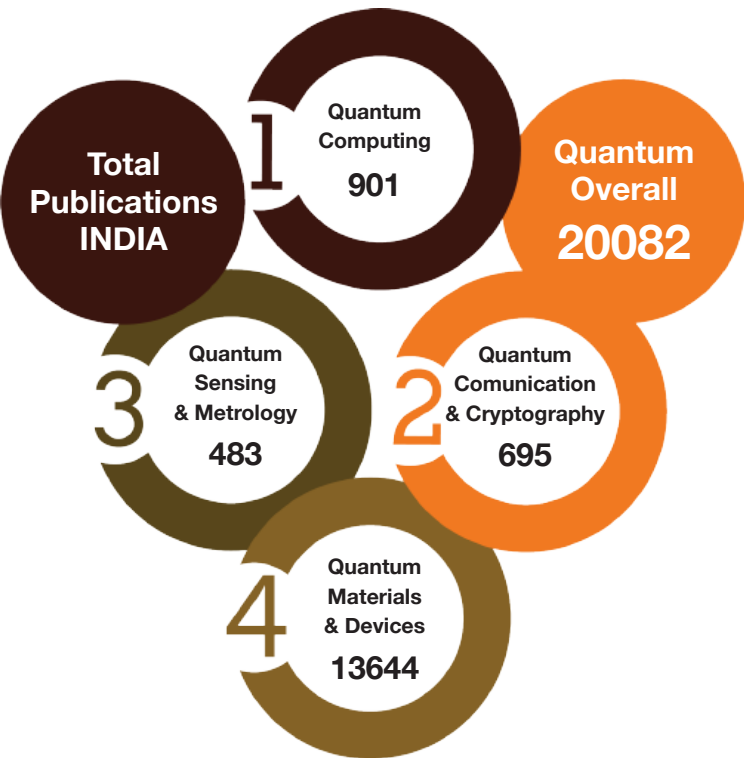 Total
Publications
INDIA
1
Quantum
Computing
901
Quantum
Overall
20082
2
Quantum
Comunication
& Cryptography
695
3
Quantum
Sensing
& Metrology
483
4
Quantum
Materials
& Devices
13644